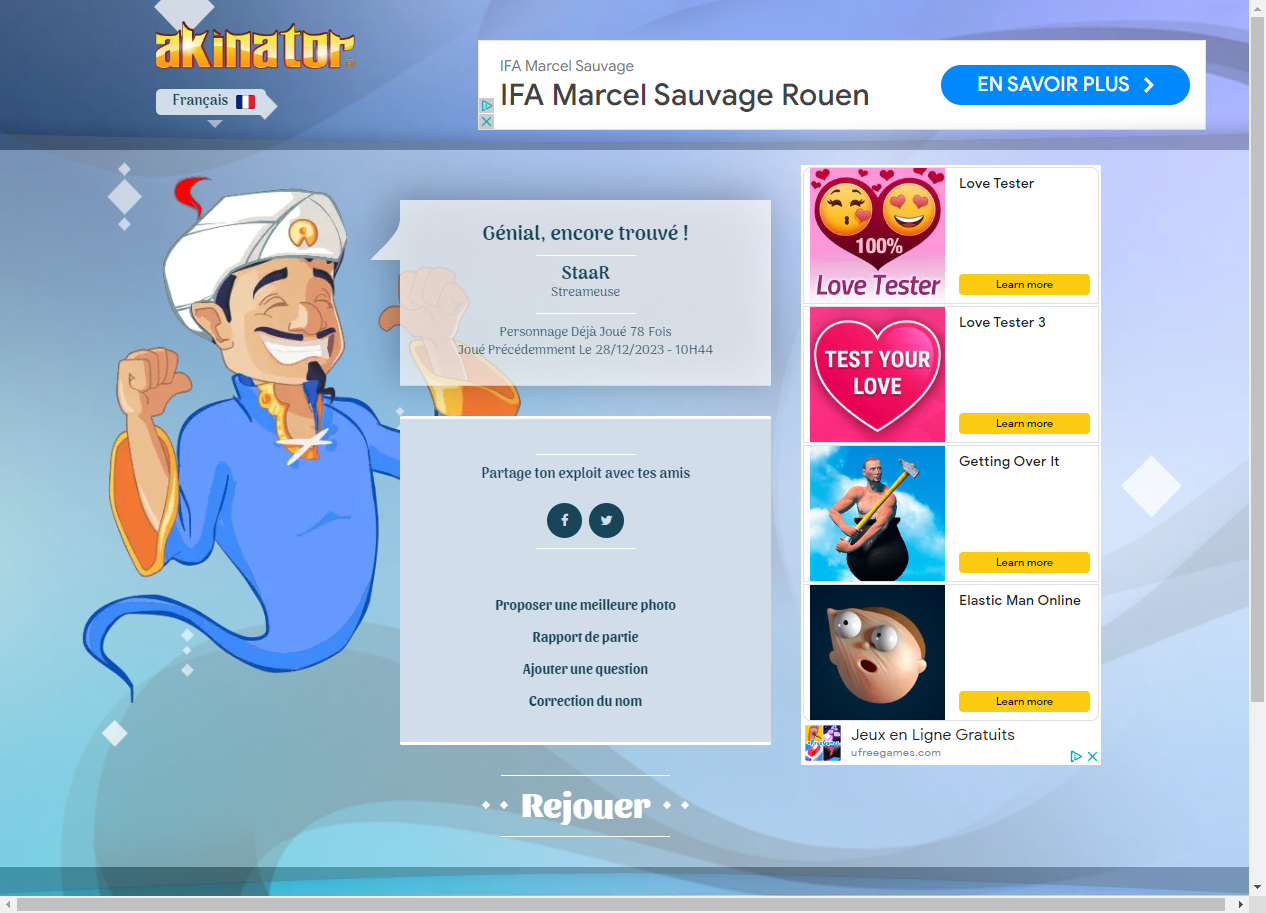 akinator
Français
IFA Marcel Sauvage
IFA Marcel Sauvage Rouen
EN SAVOIR PLUS
Génial, encore trouvé !
StaaR
Streameuse
Personnage Déjà Joué 78 Fois
Joué Précédemment Le 28/12/2023 - 10H44
Partage ton exploit avec tes amis
Proposer une meilleure photo
Rapport de partie
Ajouter une question
Correction du nom
Rejouer
100%
Love Tester
Love Tester
Learn more
TEST YOUR
LOVE
Love Tester 3
Learn more
Getting Over It
Learn more
Elastic Man Online
Learn more
Jeux en Ligne Gratuits
ufreegames.com